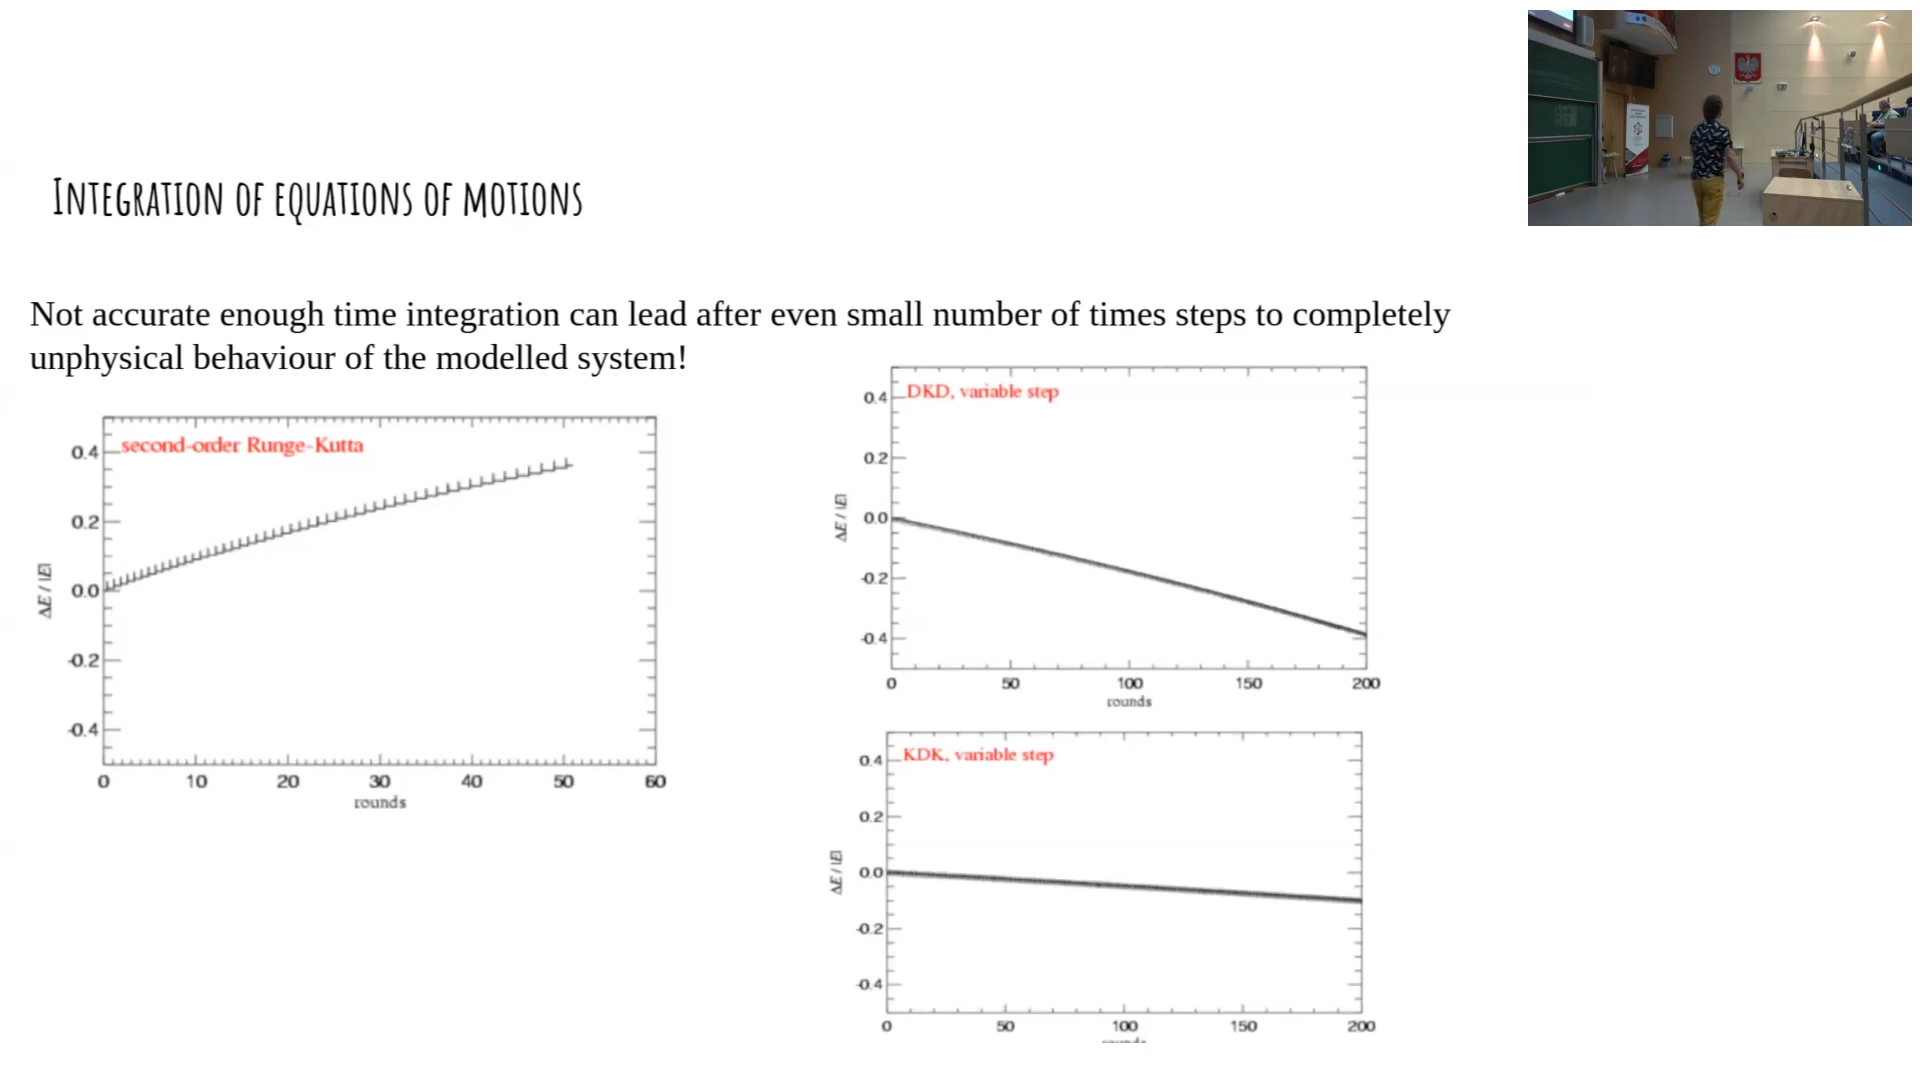 INTEGRATION OF EQUATIONS OF MOTIONS
Not accurate enough time integration can lead after even small number of times steps to completely
unphysical behaviour of the modelled system!
second-order Runge-Kutta
0.4
0.2
0.0
-0.2
-0.4
ΔE / |E|
0 10 20 30 40 50 60
rounds
DKD, variable step
0.4
0.2
0.0
-0.2
-0.4
ΔE / |E|
0 50 100 150 200
rounds
KDK, variable step
0.4
0.2
0.0
-0.2
-0.4
ΔE / |E|
0 50 100 150 200
rounds